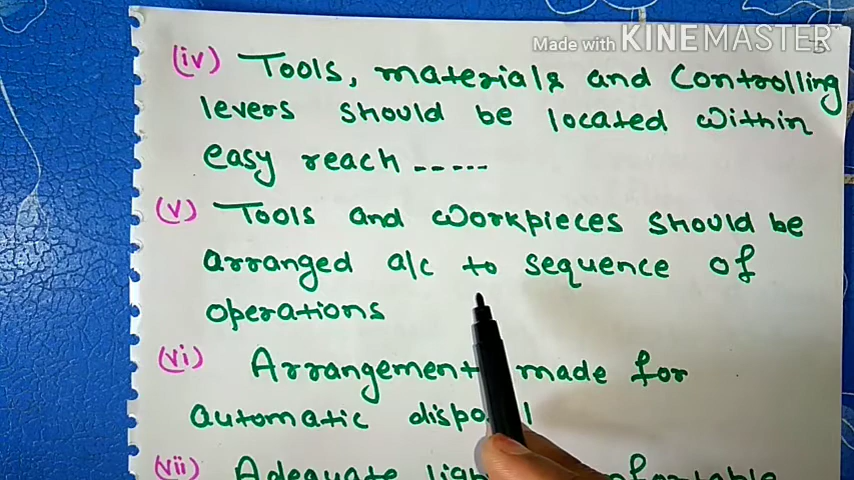 Made with KINEMASTER
(iv) Tools, materials and Controlling
levers should be located within
easy reach -----
(v) Tools and workpieces should be
arranged a/c to sequence of
operations
(vi) Arrangement made for
automatic
(vii) Adequate